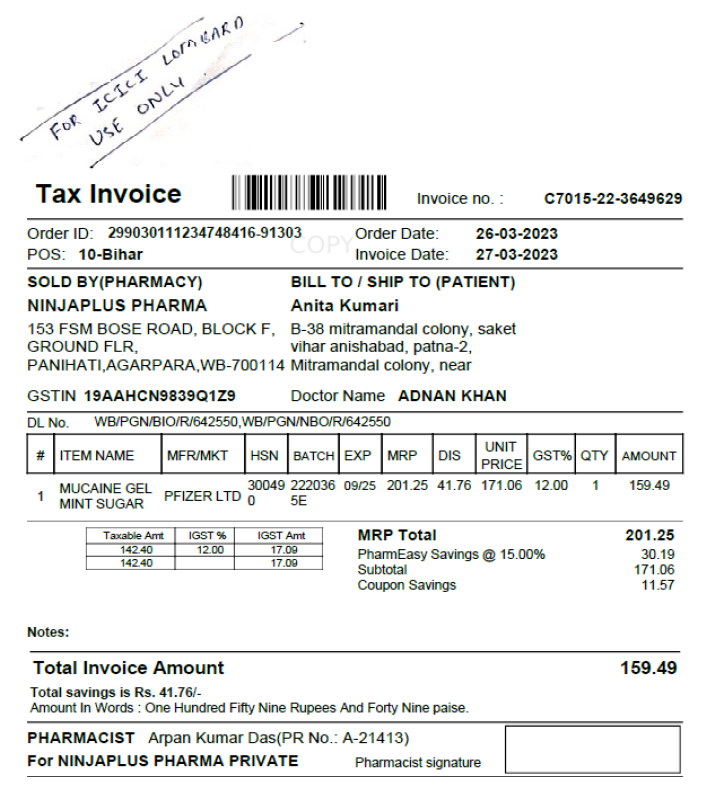 FOR ICICI LOMBARD
USE ONLY
Tax Invoice
Invoice no. : C7015-22-3649629
Order ID: 299030111234748416-91303 Order Date: 26-03-2023
COPY
POS: 10-Bihar Invoice Date: 27-03-2023
SOLD BY(PHARMACY) BILL TO / SHIP TO (PATIENT)
NINJAPLUS PHARMA Anita Kumari
153 FSM BOSE ROAD, BLOCK F, B-38 mitramandal colony, saket
GROUND FLR, vihar anishabad, patna-2,
PANIHATI,AGARPARA,WB-700114 Mitramandal colony, near
GSTIN 19AAHCN9839Q1Z9 Doctor Name ADNAN KHAN
DL No. WB/PGN/BIO/R/642550,WB/PGN/NBO/R/642550
# ITEM NAME MFR/MKT HSN BATCH EXP MRP DIS UNIT PRICE GST% QTY AMOUNT
1 MUCAINE GEL MINT SUGAR PFIZER LTD 300490 2220365E 09/25 201.25 41.76 171.06 12.00 1 159.49
Taxable Amt IGST % IGST Amt
142.40 12.00 17.09
142.40 17.09
MRP Total 201.25
PharmEasy Savings @ 15.00% 30.19
Subtotal 171.06
Coupon Savings 11.57
Notes:
Total Invoice Amount 159.49
Total savings is Rs. 41.76/-
Amount In Words : One Hundred Fifty Nine Rupees And Forty Nine paise.
PHARMACIST Arpan Kumar Das(PR No.: A-21413)
For NINJAPLUS PHARMA PRIVATE Pharmacist signature